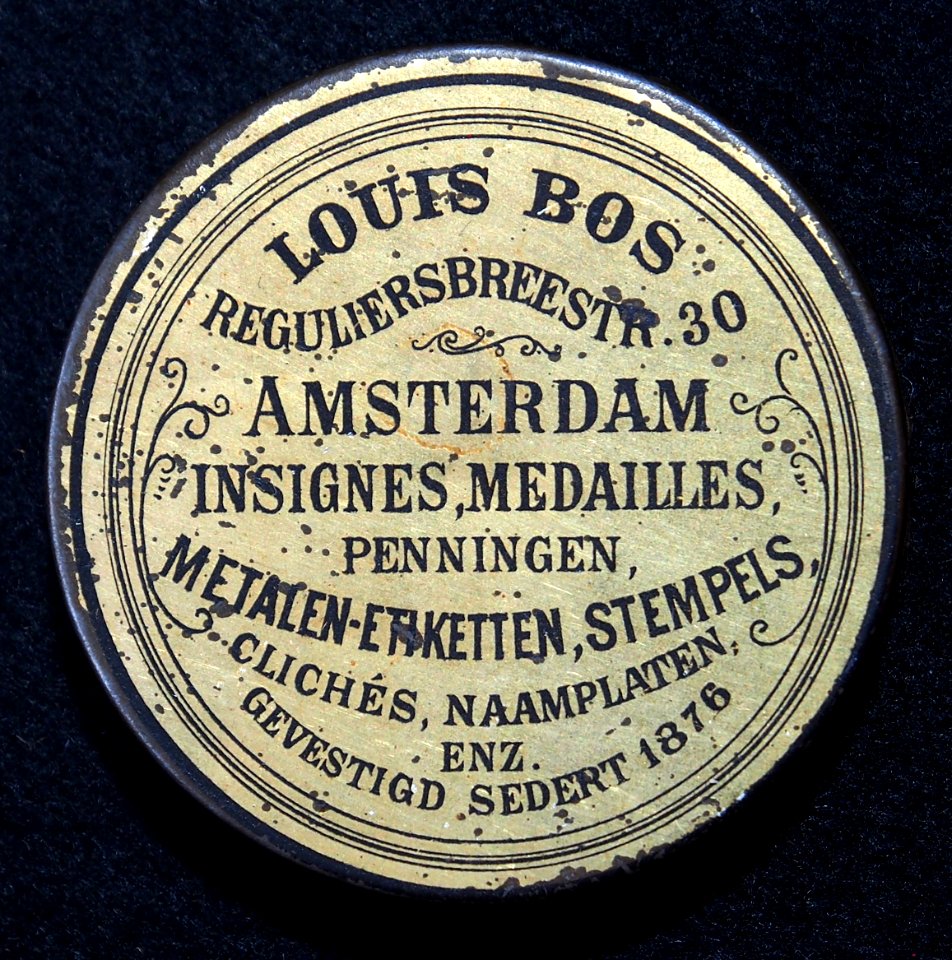 LOUIS BOS
REGULIERSBREESTR. 30
AMSTERDAM
INSIGNES, MEDAILLES,
PENNINGEN,
METALEN-ETIKETTEN, STEMPELS,
CLICHÉS, NAAMPLATEN,
ENZ.
GEVESTIGD SEDERT 1876